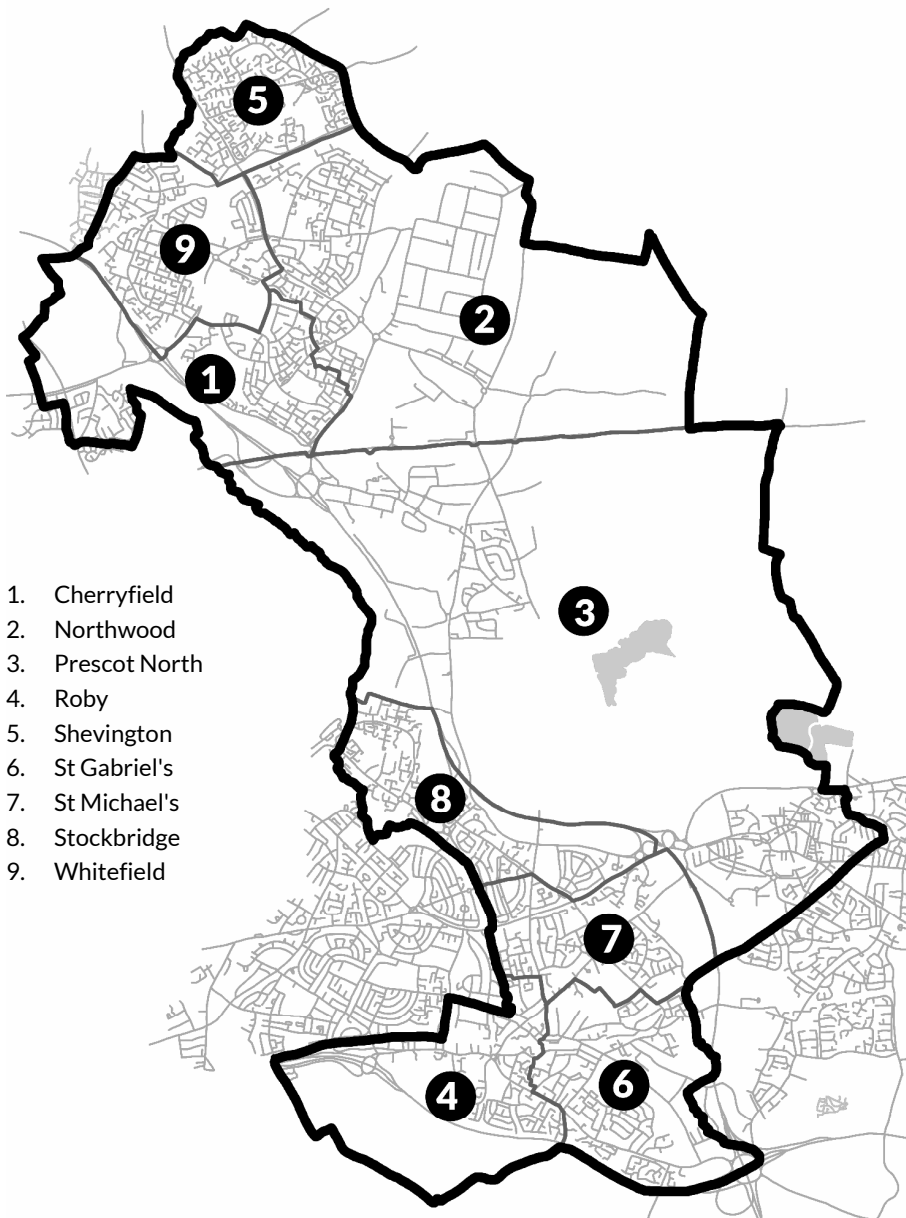 5
9
2
1
3
1. Cherryfield
2. Northwood
3. Prescot North
4. Roby
5. Shevington
6. St Gabriel's
7. St Michael's
8. Stockbridge
9. Whitefield
8
7
6
4